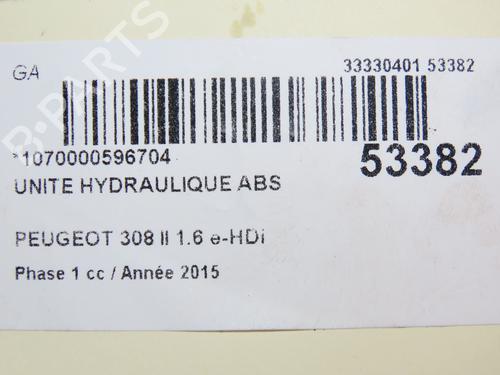 GA
33330401 53382
*1070000596704
53382
UNITE HYDRAULIQUE ABS
PEUGEOT 308 II 1.6 e-HDi
Phase 1 cc / Année 2015
B-PARTS